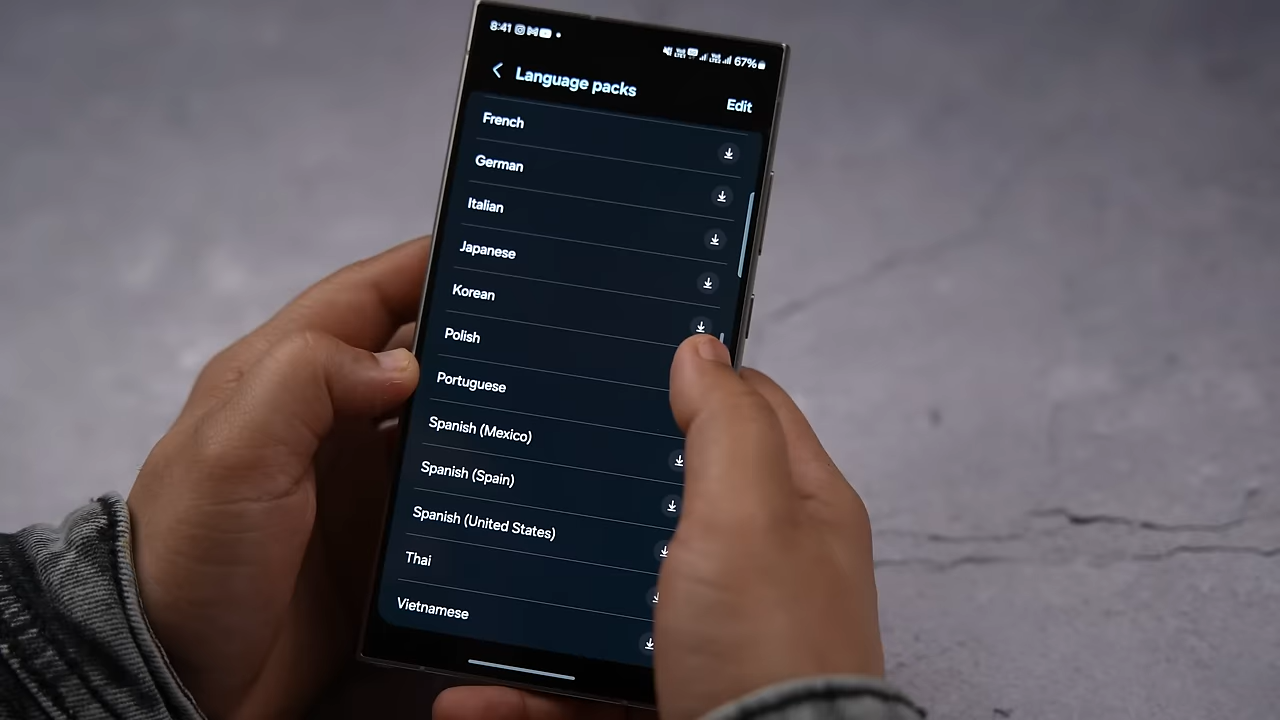 8:41
67%
Language packs
Edit
French
German
Italian
Japanese
Korean
Polish
Portuguese
Spanish (Mexico)
Spanish (Spain)
Spanish (United States)
Thai
Vietnamese